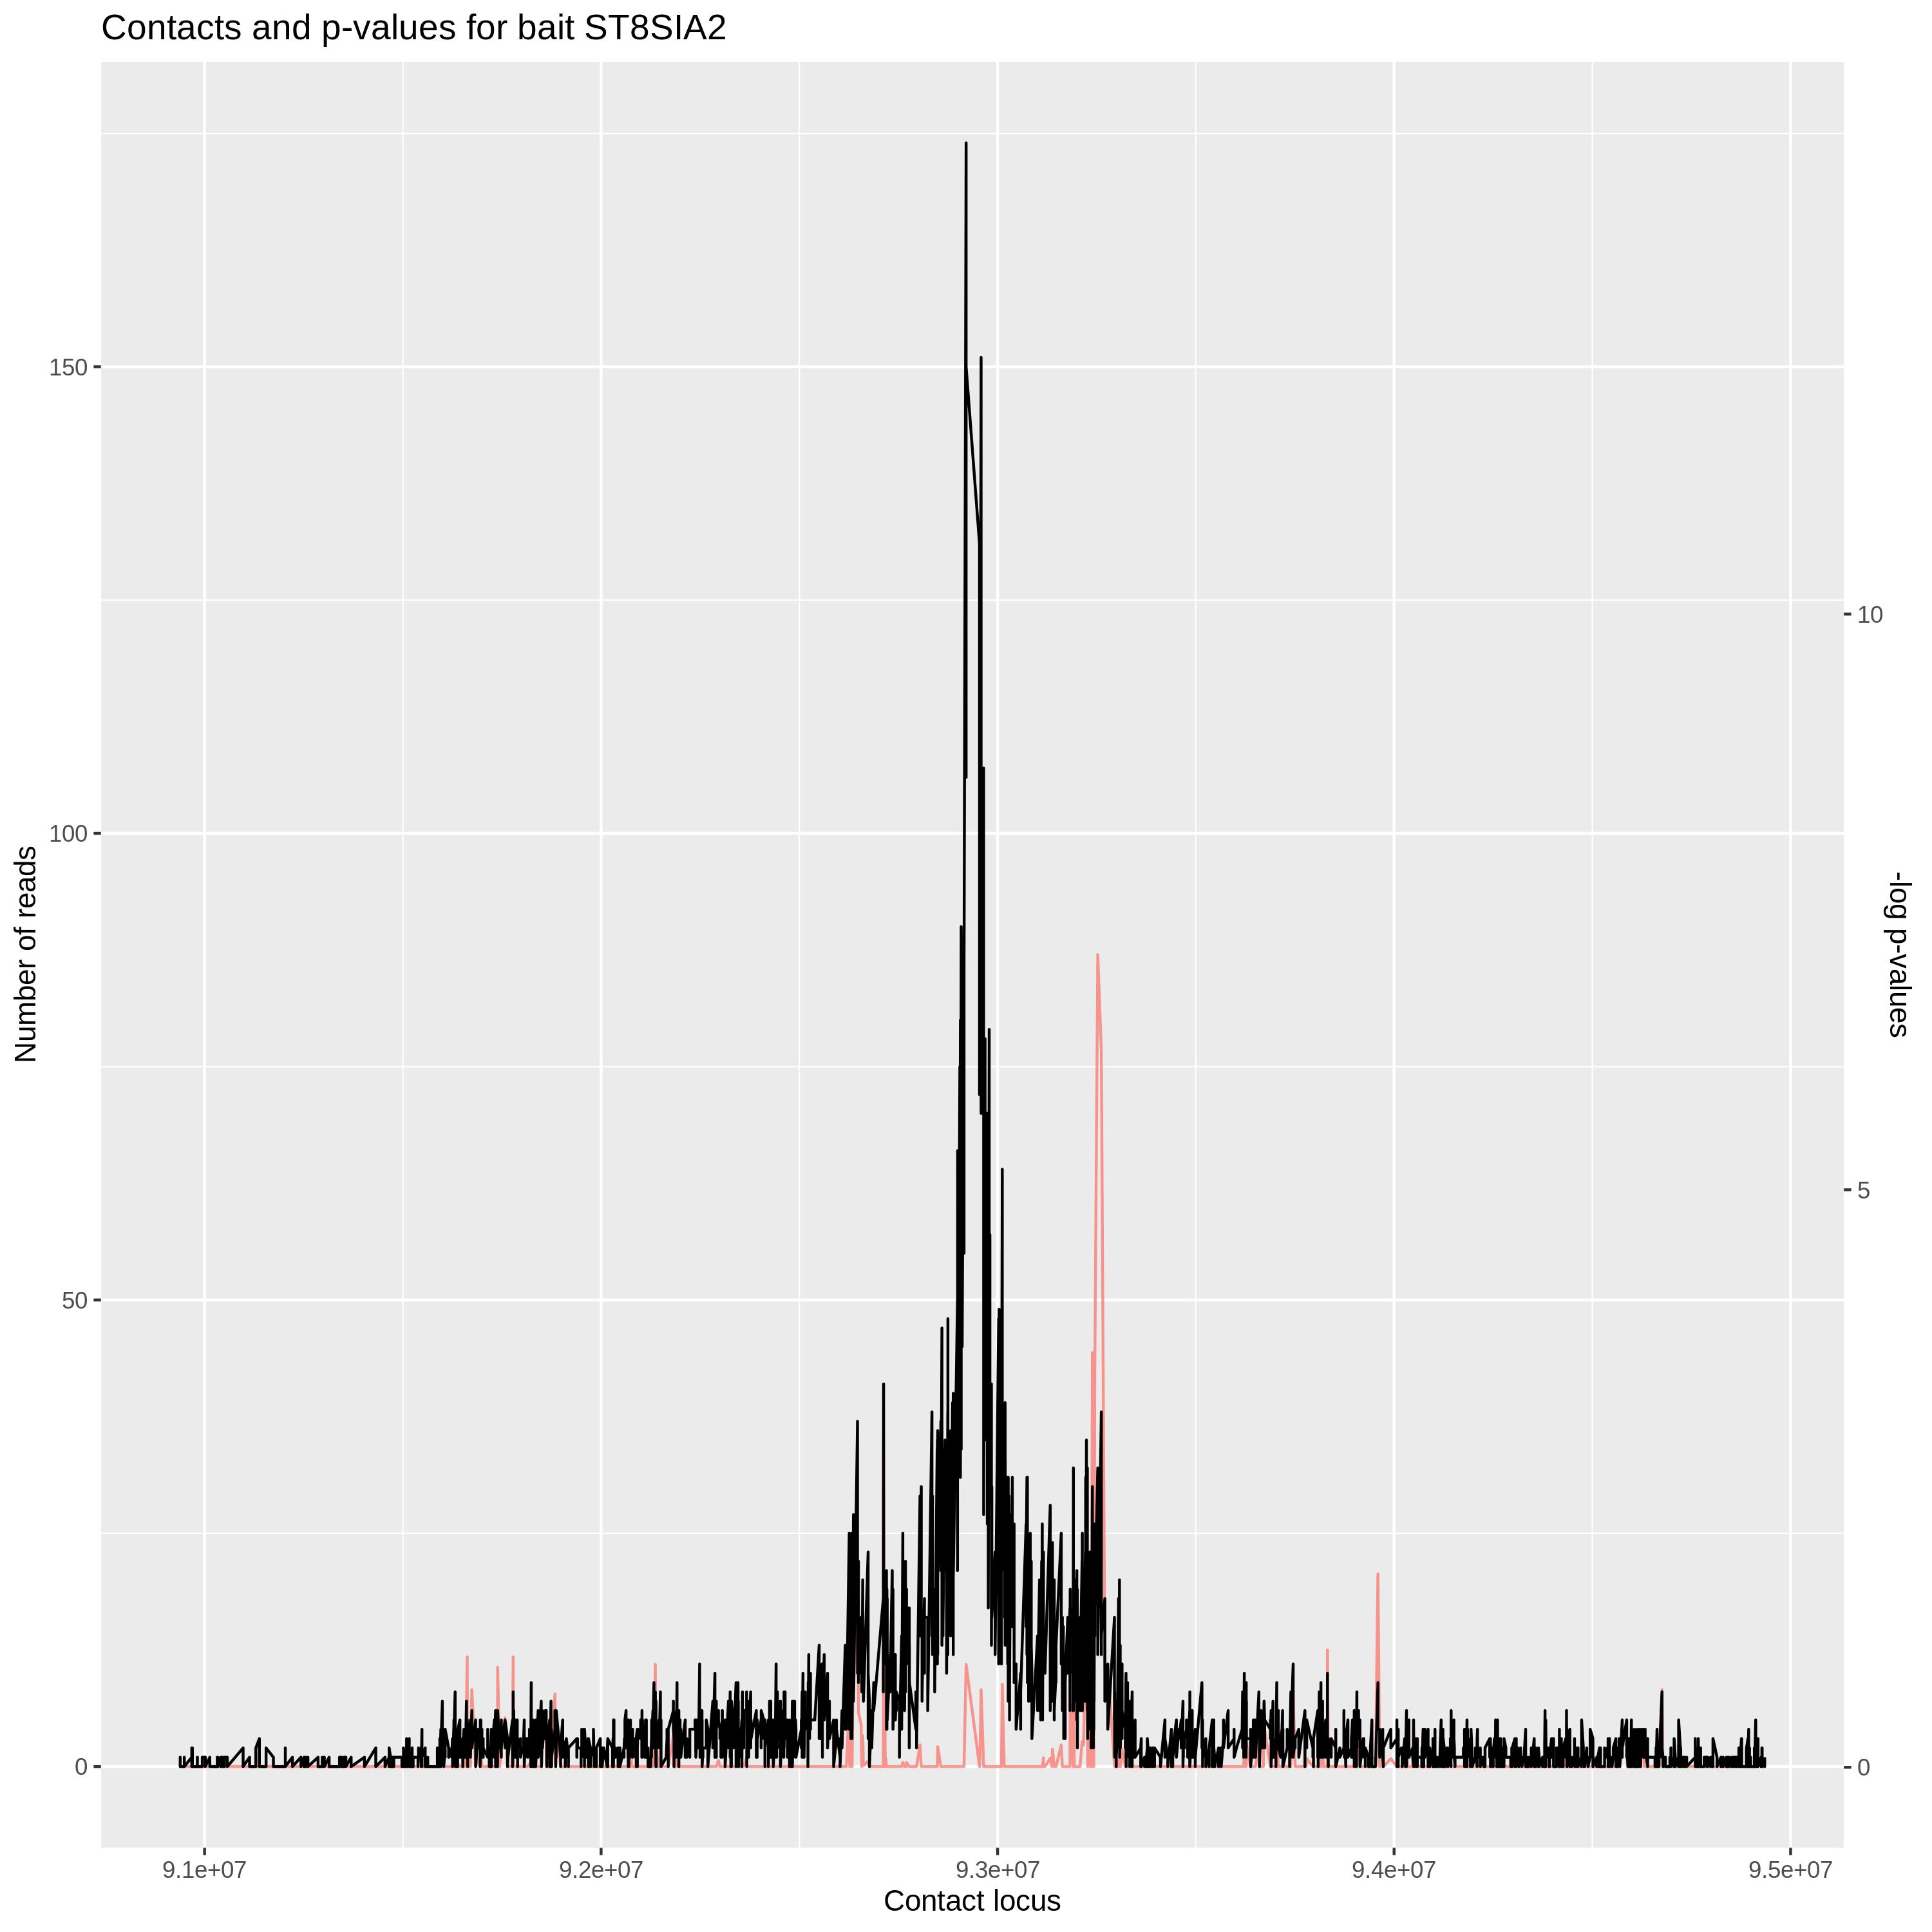 Contacts and p-values for bait ST8SIA2
150
100
50
0
Number of reads
10
5
0
-log p-values
9.1e+07
9.2e+07
9.3e+07
9.4e+07
9.5e+07
Contact locus